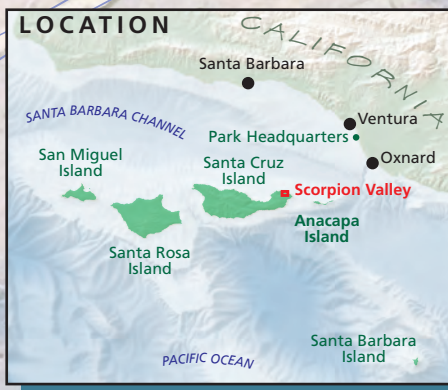 LOCATION
CALIFORNIA
Santa Barbara
SANTA BARBARA CHANNEL
Ventura
Park Headquarters
Oxnard
San Miguel
Island
Santa Cruz
Island
Scorpion Valley
Anacapa
Island
Santa Rosa
Island
Santa Barbara
Island
PACIFIC OCEAN